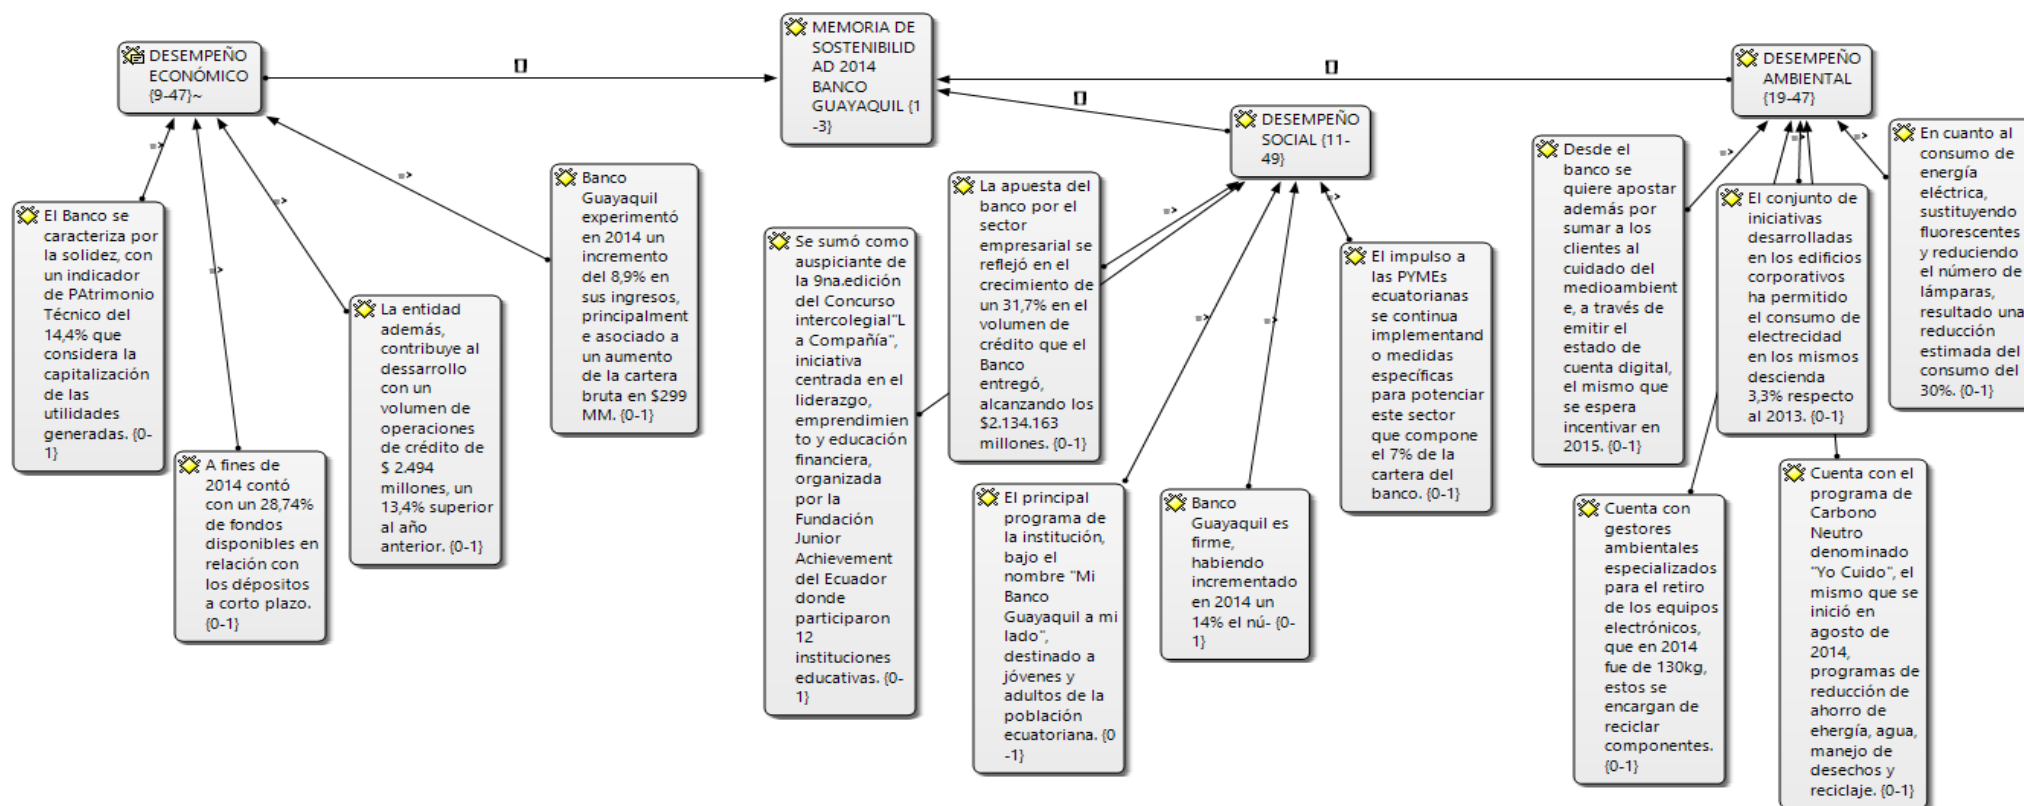 MEMORIA DE
SOSTENIBILID
AD 2014
BANCO
GUAYAQUIL {1
-3}
DESEMPEÑO
ECONÓMICO
{9-47}~
[]
[]
[]
DESEMPEÑO
SOCIAL {11-
49}
DESEMPEÑO
AMBIENTAL
{19-47}
=>
=>
=>
=>
El Banco se
caracteriza por
la solidez, con
un indicador
de PAtrimonio
Técnico del
14,4% que
considera la
capitalización
de las
utilidades
generadas. {0-
1}
A fines de
2014 contó
con un 28,74%
de fondos
disponibles en
relación con
los dépositos
a corto plazo.
{0-1}
La entidad
además,
contribuye al
dessarrollo
con un
volumen de
operaciones
de crédito de
$ 2.494
millones, un
13,4% superior
al año
anterior. {0-1}
Banco
Guayaquil
experimentó
en 2014 un
incremento
del 8,9% en
sus ingresos,
principalment
e asociado a
un aumento
de la cartera
bruta en $299
MM. {0-1}
=>
=>
=>
=>
Se sumó como
auspiciante de
la 9na.edición
del Concurso
intercolegial"L
a Compañía",
iniciativa
centrada en el
liderazgo,
emprendimien
to y educación
financiera,
organizada
por la
Fundación
Junior
Achievement
del Ecuador
donde
participaron
12
instituciones
educativas. {0-
1}
La apuesta del
banco por el
sector
empresarial se
reflejó en el
crecimiento de
un 31,7% en el
volumen de
crédito que el
Banco
entregó,
alcanzando los
$2.134.163
millones. {0-1}
El principal
programa de
la institución,
bajo el
nombre "Mi
Banco
Guayaquil a mi
lado",
destinado a
jóvenes y
adultos de la
población
ecuatoriana. {0
-1}
Banco
Guayaquil es
firme,
habiendo
incrementado
en 2014 un
14% el nú- {0-
1}
El impulso a
las PYMEs
ecuatorianas
se continua
implementand
o medidas
específicas
para potenciar
este sector
que compone
el 7% de la
cartera del
banco. {0-1}
=>
=>
=>
Desde el
banco se
quiere apostar
además por
sumar a los
clientes al
cuidado del
medioambient
e, a través de
emitir el
estado de
cuenta digital,
el mismo que
se espera
incentivar en
2015. {0-1}
El conjunto de
iniciativas
desarrolladas
en los edificios
corporativos
ha permitido
el consumo de
electrecidad
en los mismos
descienda
3,3% respecto
al 2013. {0-1}
En cuanto al
consumo de
energía
eléctrica,
sustituyendo
fluorescentes
y reduciendo
el número de
lámparas,
resultado una
reducción
estimada del
consumo del
30%. {0-1}
Cuenta con
gestores
ambientales
especializados
para el retiro
de los equipos
electrónicos,
que en 2014
fue de 130kg,
estos se
encargan de
reciclar
componentes.
{0-1}
Cuenta con el
programa de
Carbono
Neutro
denominado
"Yo Cuido", el
mismo que se
inició en
agosto de
2014,
programas de
reducción de
ahorro de
ehergía, agua,
manejo de
desechos y
reciclaje. {0-1}